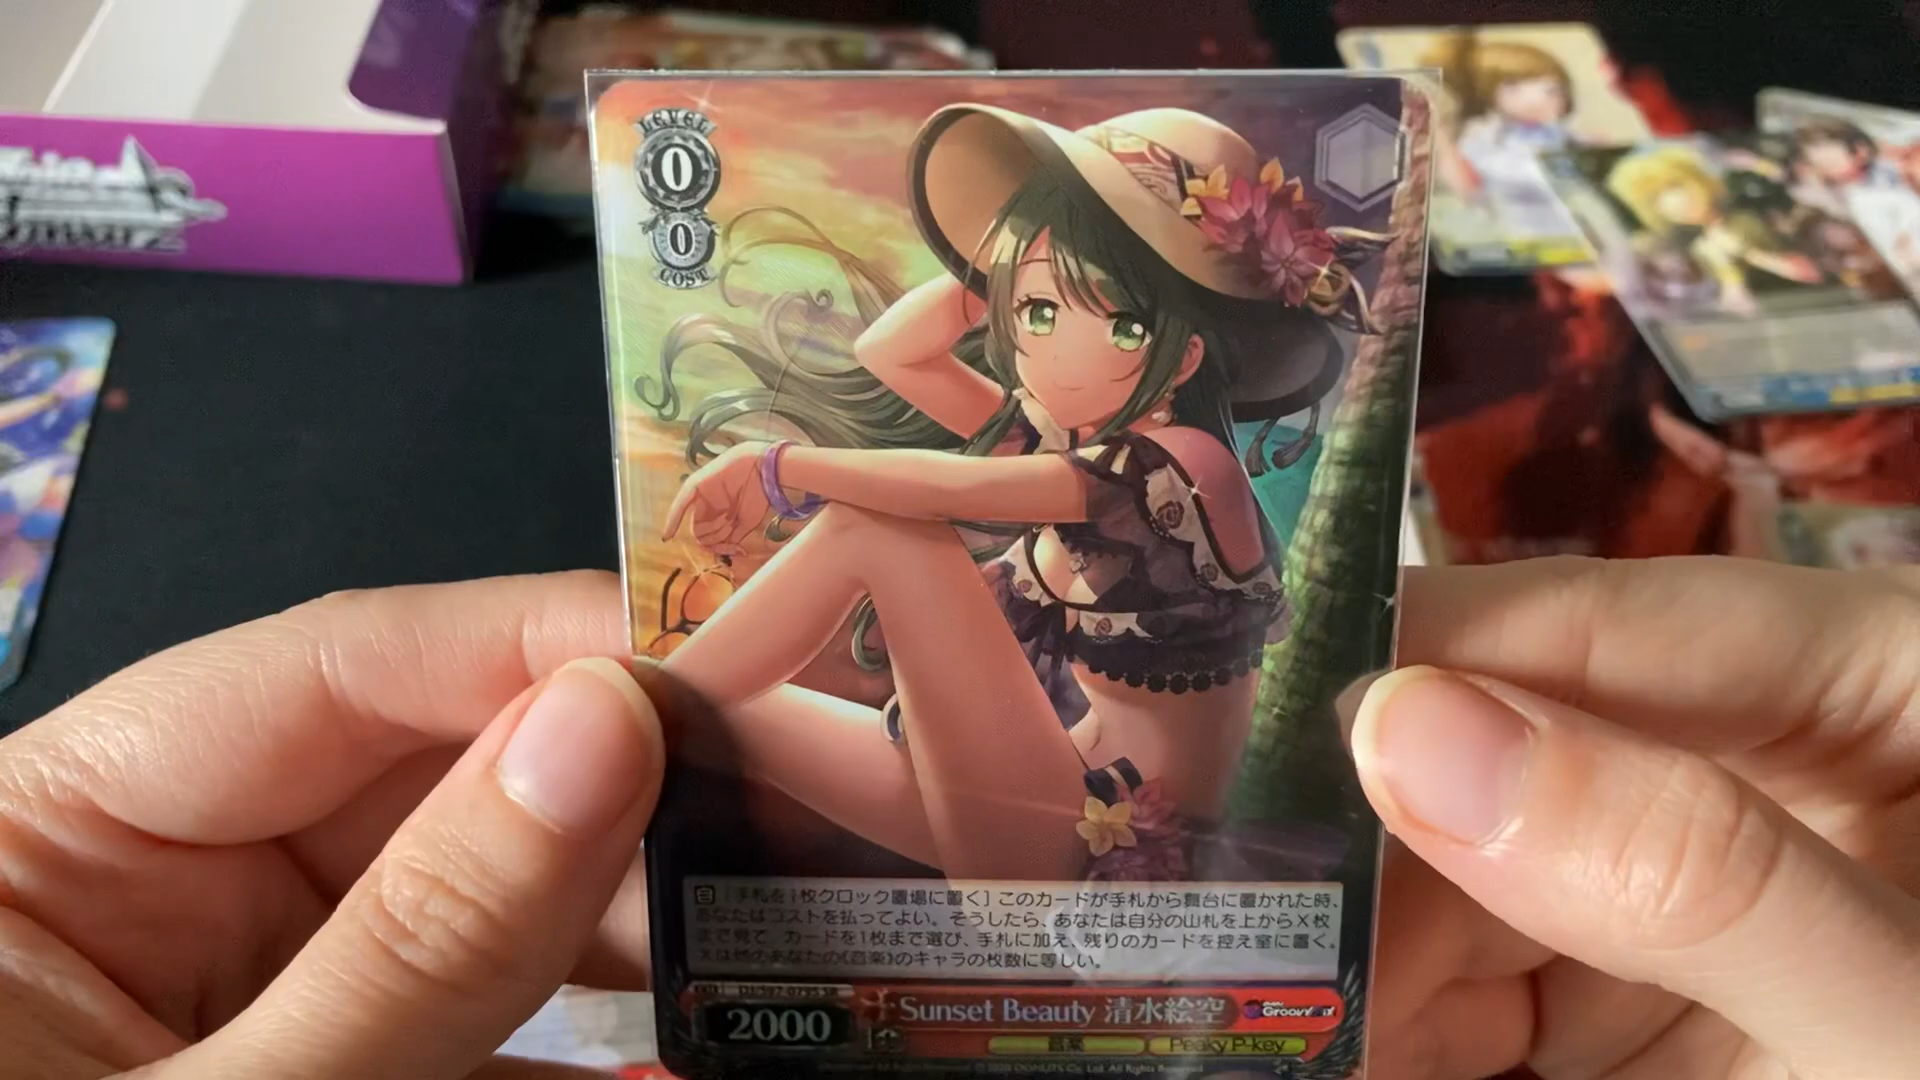 LEVEL
0
0
COST
自 [手札を1枚クロック置場に置く] このカードが手札から舞台に置かれた時、
あなたはコストを払ってよい。そうしたら、あなたは自分の山札を上からX枚
まで見て、カードを1枚まで選び、手札に加え、残りのカードを控え室に置く。
Xは他のあなたの《音楽》のキャラの枚数に等しい。
2000
Sunset Beauty 清水絵空
音楽
Peaky P-key
All Rights Reserved